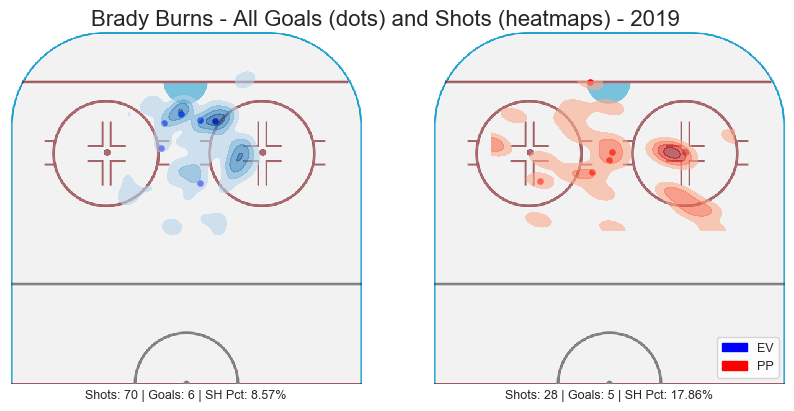 Brady Burns - All Goals (dots) and Shots (heatmaps) - 2019
EV
PP
Shots: 70 | Goals: 6 | SH Pct: 8.57%
Shots: 28 | Goals: 5 | SH Pct: 17.86%